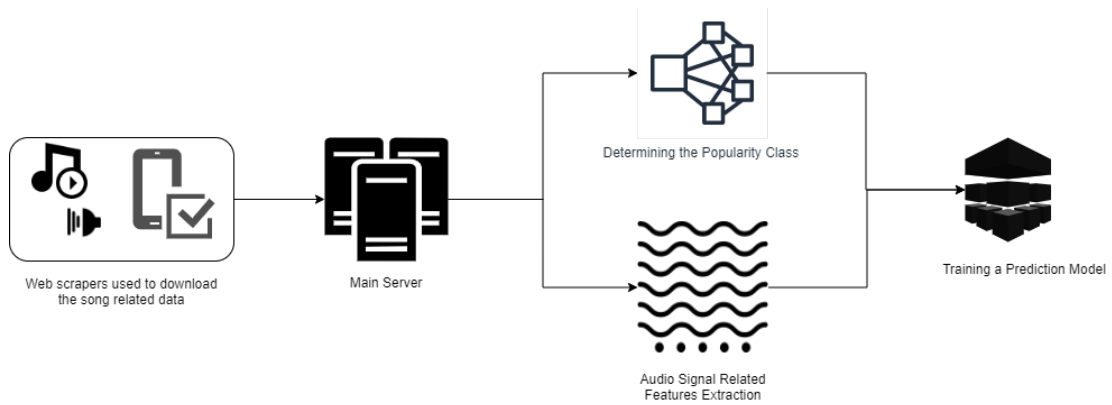 Determining the Popularity Class
Web scrapers used to download
the song related data
Main Server
Training a Prediction Model
Audio Signal Related
Features Extraction